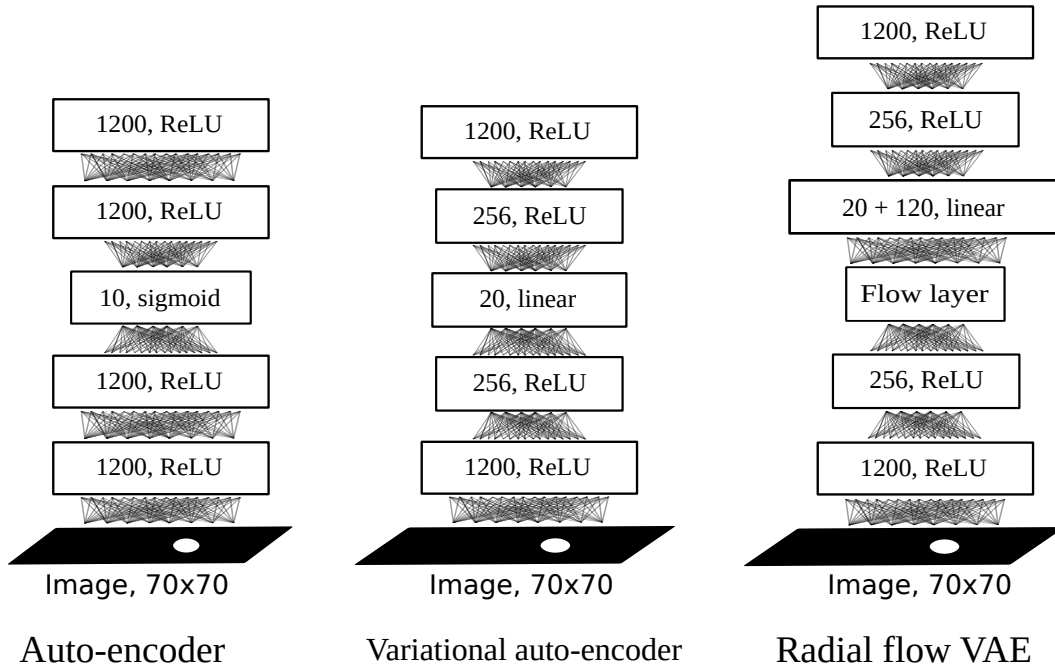 1200, ReLU
1200, ReLU
10, sigmoid
1200, ReLU
1200, ReLU
Image, 70x70
Auto-encoder
1200, ReLU
256, ReLU
20, linear
256, ReLU
1200, ReLU
Image, 70x70
Variational auto-encoder
1200, ReLU
256, ReLU
20 + 120, linear
Flow layer
256, ReLU
1200, ReLU
Image, 70x70
Radial flow VAE